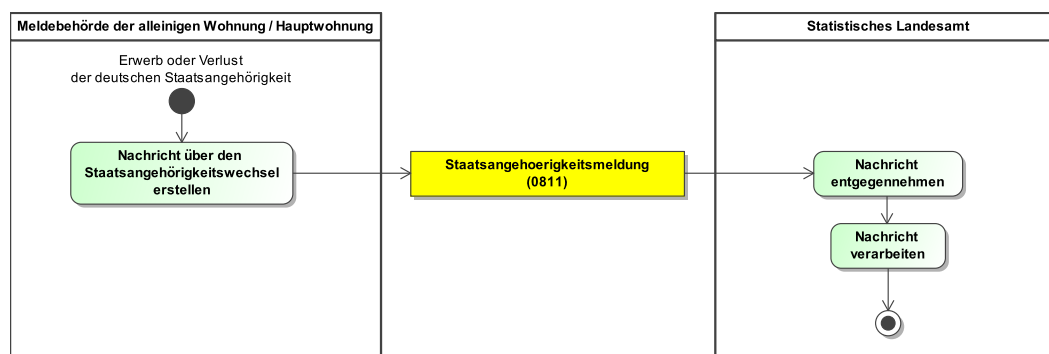 Meldebehörde der alleinigen Wohnung / Hauptwohnung
Erwerb oder Verlust
der deutschen Staatsangehörigkeit
Nachricht über den
Staatsangehörigkeitswechsel
erstellen
Staatsangehoerigkeitsmeldung
(0811)
Statistisches Landesamt
Nachricht
entgegennehmen
Nachricht
verarbeiten